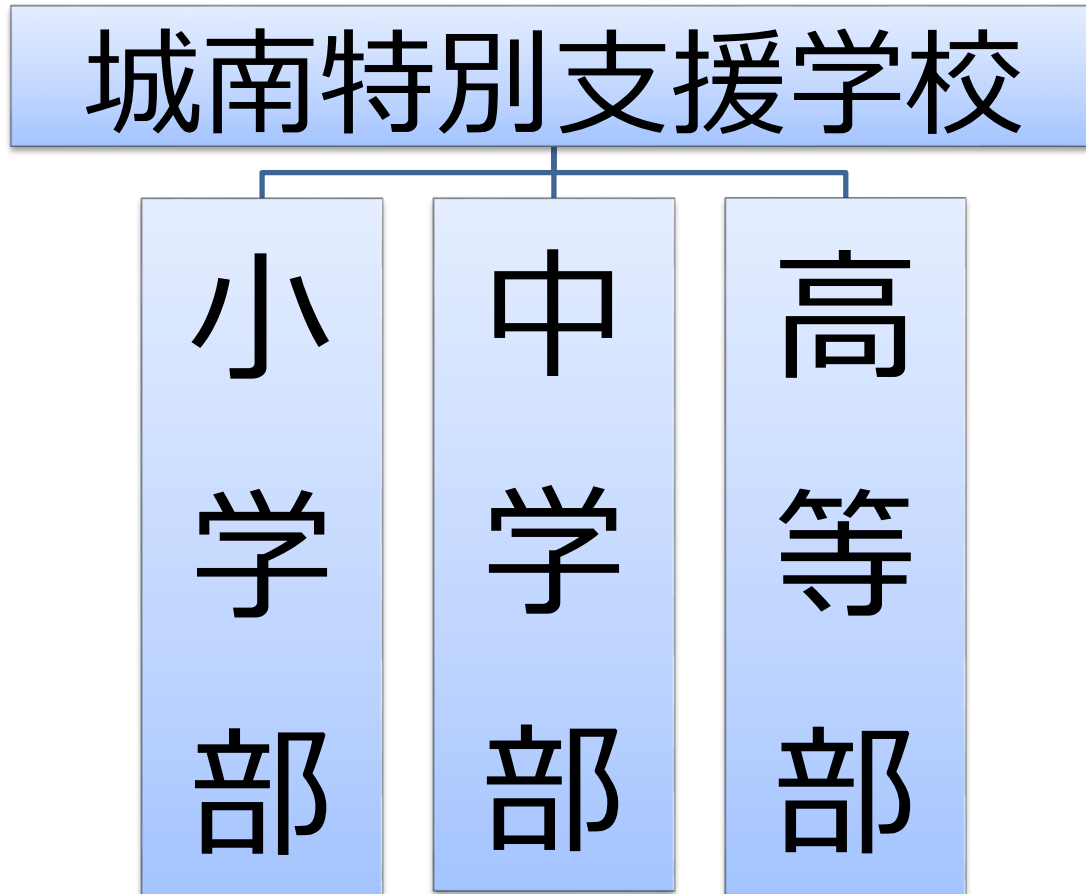 城南特別支援学校
小学部
中学部
高等部